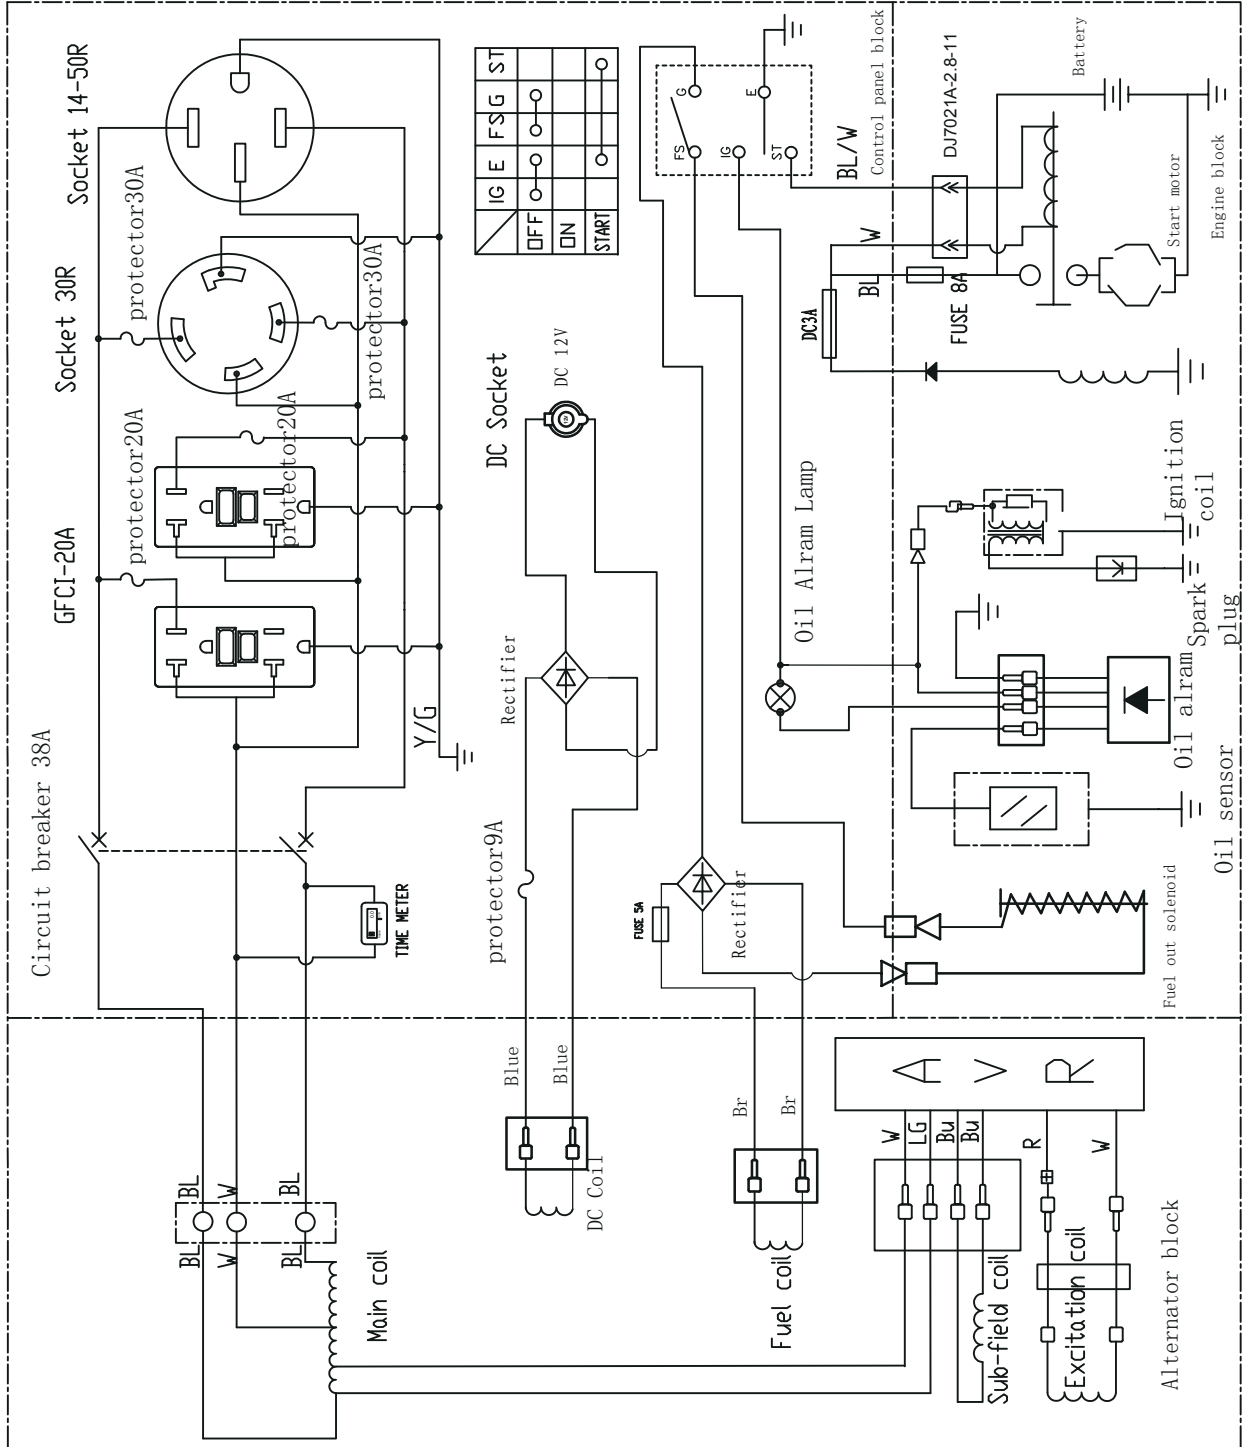 Socket 14-50R
protector30A
Socket 30R
protector30A
protector20A
protector20A
GFCI-20A
Circuit breaker 38A
Y/G
TIME METER
IG E FS G ST
OFF
ON
START
DC Socket
DC 12V
12V
Rectifier
protector9A
FUSE 5A
Rectifier
G
E
FS
IG
ST
BL/W
Control panel block
Oil Alram Lamp
DJ7021A-2.8-11
Battery
Start motor
Engine block
W
BL
DC3A
FUSE 8A
Ignition
coil
Spark
plug
Oil alram
Oil sensor
Fuel out solenoid
BL
W
BL
BL
W
BL
Main coil
Blue
Blue
DC Coil
Br
Br
Fuel coil
A V R
W
LG
Bu
Bu
R
W
Sub-field coil
Excitation coil
Alternator block